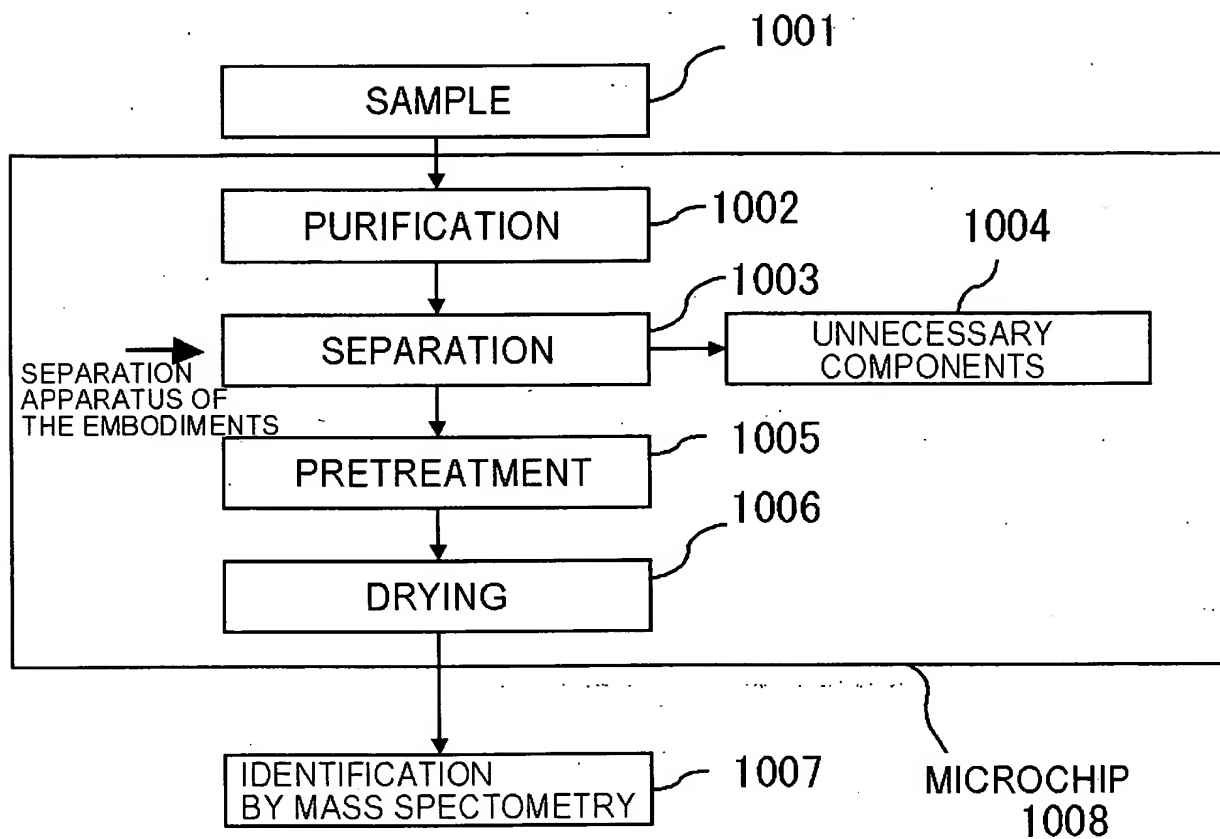 1001
SAMPLE
PURIFICATION
1002
1003
1004
SEPARATION
UNNECESSARY
COMPONENTS
SEPARATION
APPARATUS OF
THE EMBODIMENTS
1005
PRETREATMENT
1006
DRYING
IDENTIFICATION
BY MASS SPECTOMETRY
1007
MICROCHIP
1008